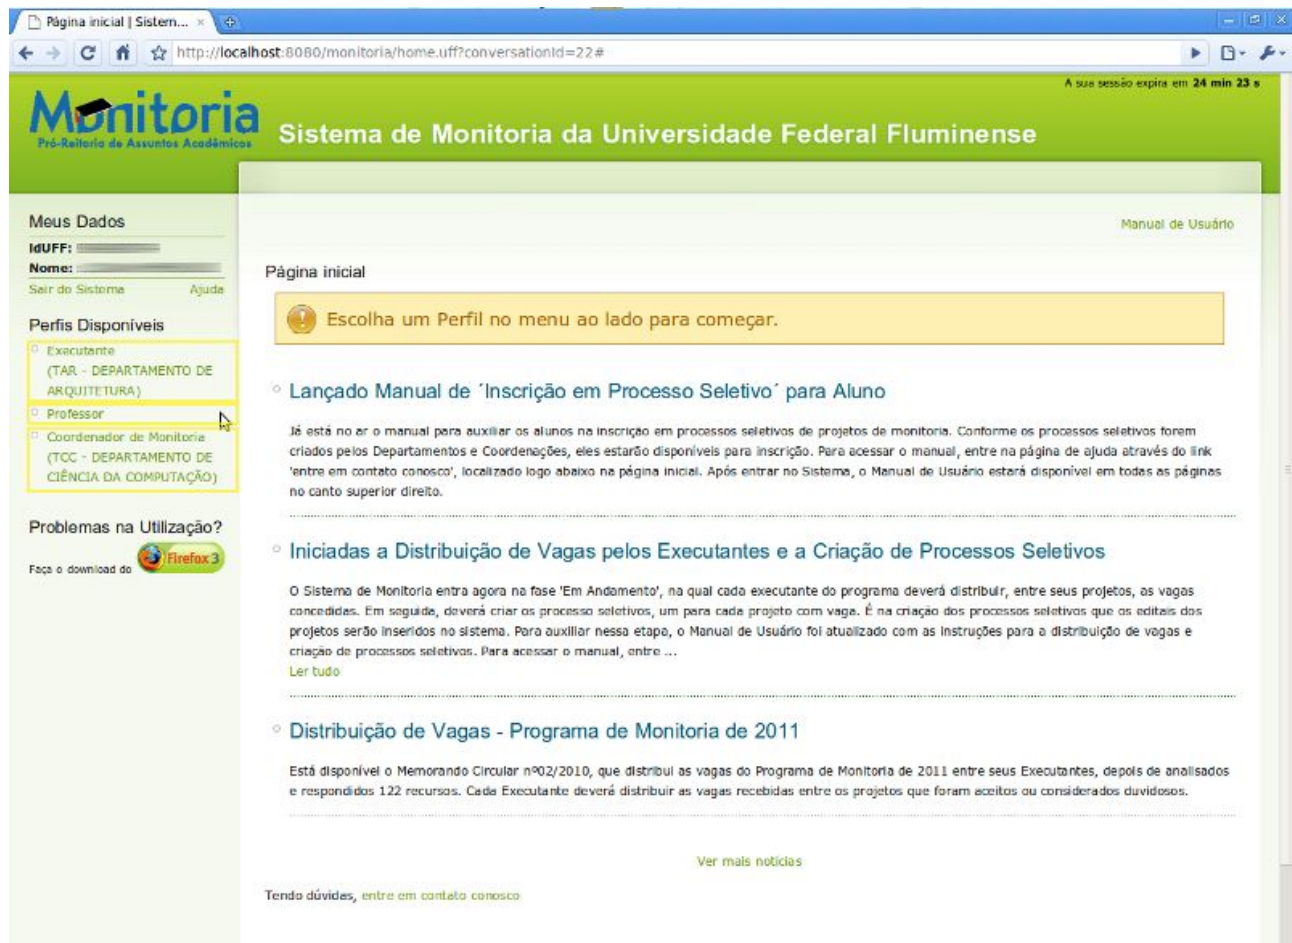 Página inicial | Sistem...
http://localhost:8080/monitoria/home.uff?conversationId=22#
A sua sessão expira em 24 min 23 s
Monitoria
Pró-Reitoria de Assuntos Acadêmicos
Sistema de Monitoria da Universidade Federal Fluminense
Meus Dados
IdUFF:
Nome:
Sair do Sistema Ajuda
Perfis Disponíveis
Executante
(TAR - DEPARTAMENTO DE
ARQUITETURA)
Professor
Coordenador de Monitoria
(TCC - DEPARTAMENTO DE
CIÊNCIA DA COMPUTAÇÃO)
Problemas na Utilização?
Faça o download do Firefox 3
Manual de Usuário
Página inicial
Escolha um Perfil no menu ao lado para começar.
Lançado Manual de ´Inscrição em Processo Seletivo´ para Aluno
Já está no ar o manual para auxiliar os alunos na inscrição em processos seletivos de projetos de monitoria. Conforme os processos seletivos forem
criados pelos Departamentos e Coordenações, eles estarão disponíveis para inscrição. Para acessar o manual, entre na página de ajuda através do link
'entre em contato conosco', localizado logo abaixo na página inicial. Após entrar no Sistema, o Manual de Usuário estará disponível em todas as páginas
no canto superior direito.
Iniciadas a Distribuição de Vagas pelos Executantes e a Criação de Processos Seletivos
O Sistema de Monitoria entra agora na fase 'Em Andamento', na qual cada executante do programa deverá distribuir, entre seus projetos, as vagas
concedidas. Em seguida, deverá criar os processo seletivos, um para cada projeto com vaga. É na criação dos processos seletivos que os editais dos
projetos serão inseridos no sistema. Para auxiliar nessa etapa, o Manual de Usuário foi atualizado com as instruções para a distribuição de vagas e
criação de processos seletivos. Para acessar o manual, entre ...
Ler tudo
Distribuição de Vagas - Programa de Monitoria de 2011
Está disponível o Memorando Circular nº02/2010, que distribui as vagas do Programa de Monitoria de 2011 entre seus Executantes, depois de analisados
e respondidos 122 recursos. Cada Executante deverá distribuir as vagas recebidas entre os projetos que foram aceitos ou considerados duvidosos.
Ver mais notícias
Tendo dúvidas, entre em contato conosco